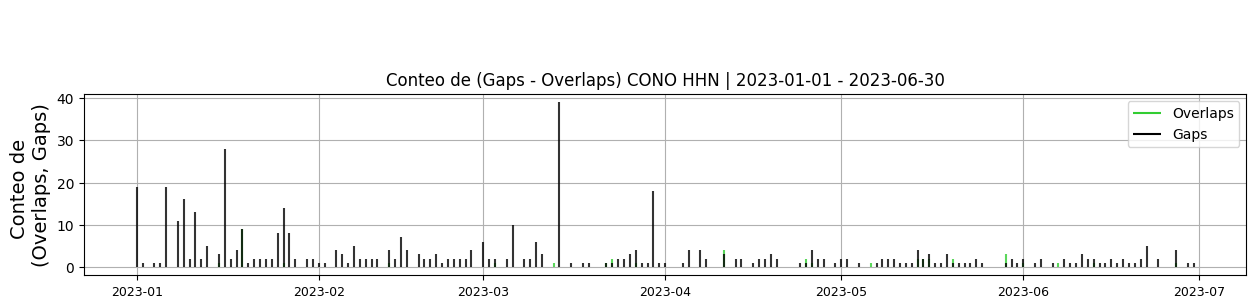 Conteo de (Gaps - Overlaps) CONO HHN | 2023-01-01 - 2023-06-30
Conteo de
(Overlaps, Gaps)
40
30
20
10
0
Overlaps
Gaps
2023-01
2023-02
2023-03
2023-04
2023-05
2023-06
2023-07